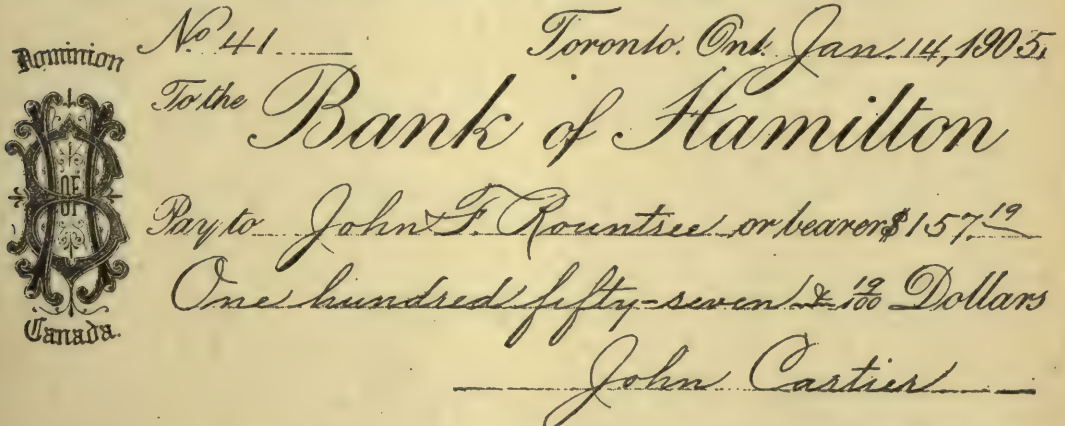 No 41 Toronto. Ont. Jan. 14, 1905.
Dominion
To the Bank of Hamilton
B OF H
Pay to John F. Rountree or bearer $157.19
One hundred fifty-seven & 19/100 Dollars
Canada.
John Cartier